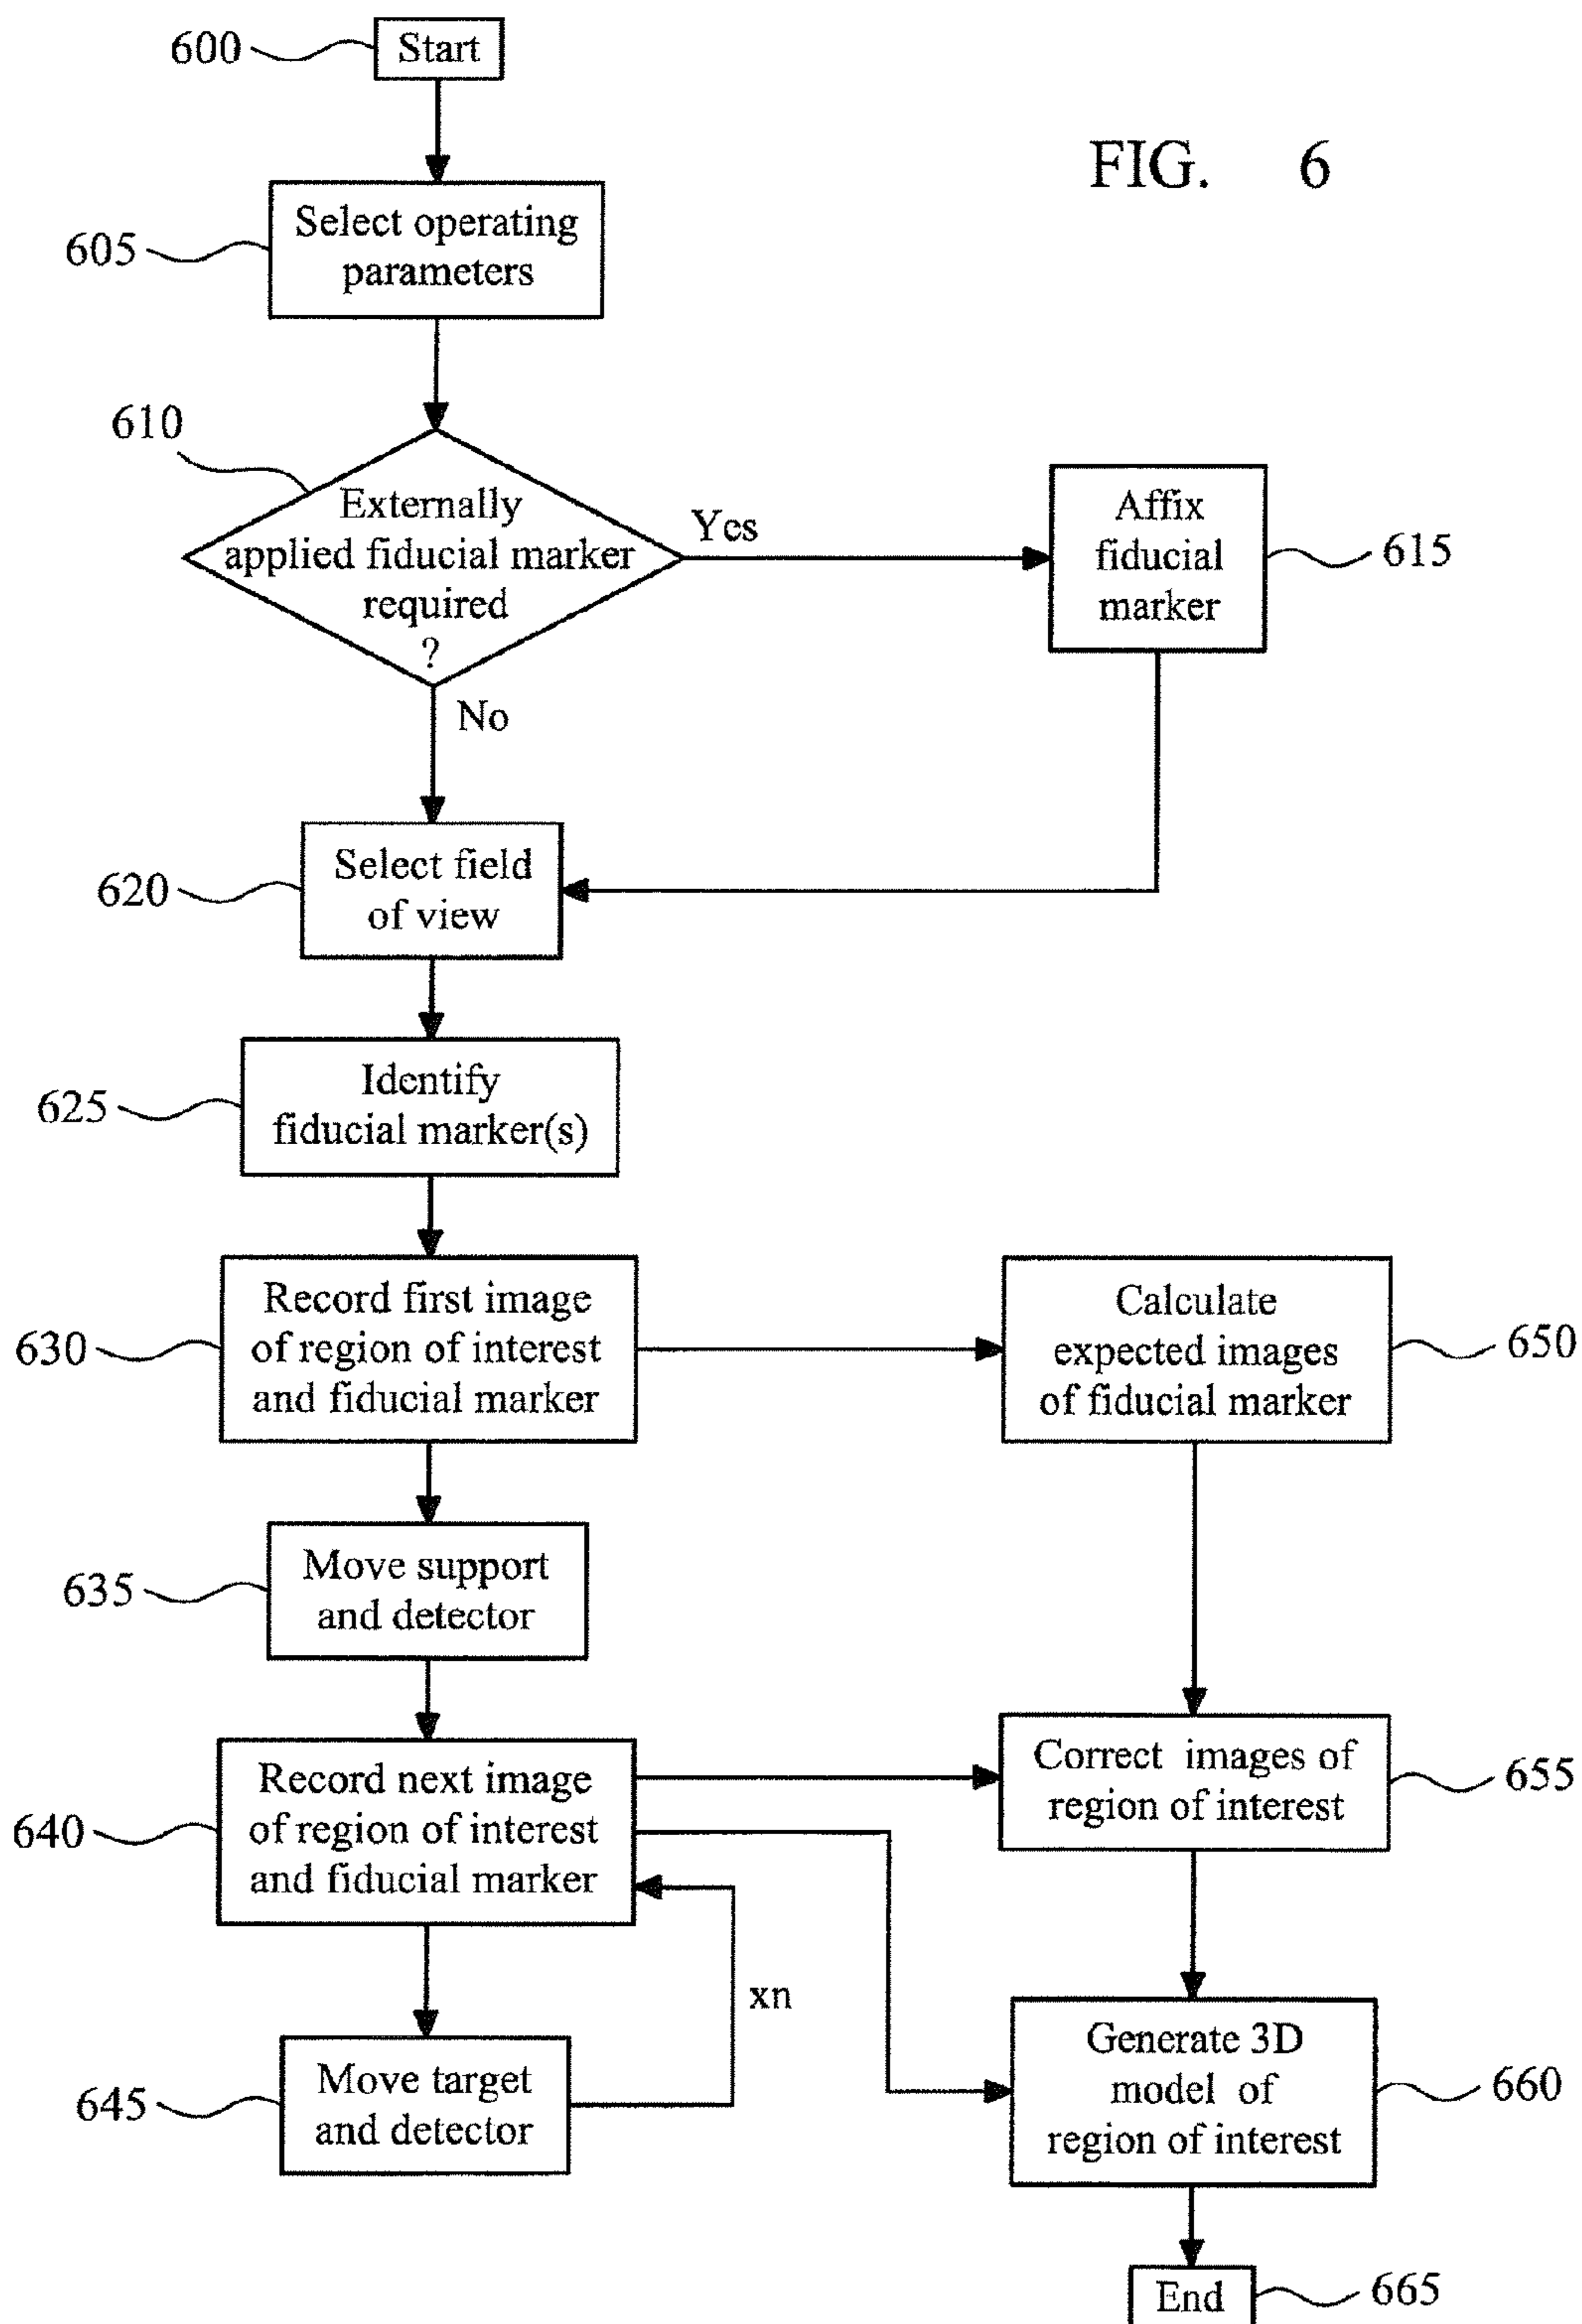 600
Start
FIG. 6
605
Select operating
parameters
610
Externally
applied fiducial marker
required
?
Yes
Affix
fiducial
marker
615
No
620
Select field
of view
625
Identify
fiducial marker(s)
630
Record first image
of region of interest
and fiducial marker
Calculate
expected images
of fiducial marker
650
635
Move support
and detector
640
Record next image
of region of interest
and fiducial marker
Correct images of
region of interest
655
xn
645
Move target
and detector
Generate 3D
model of
region of interest
660
End
665